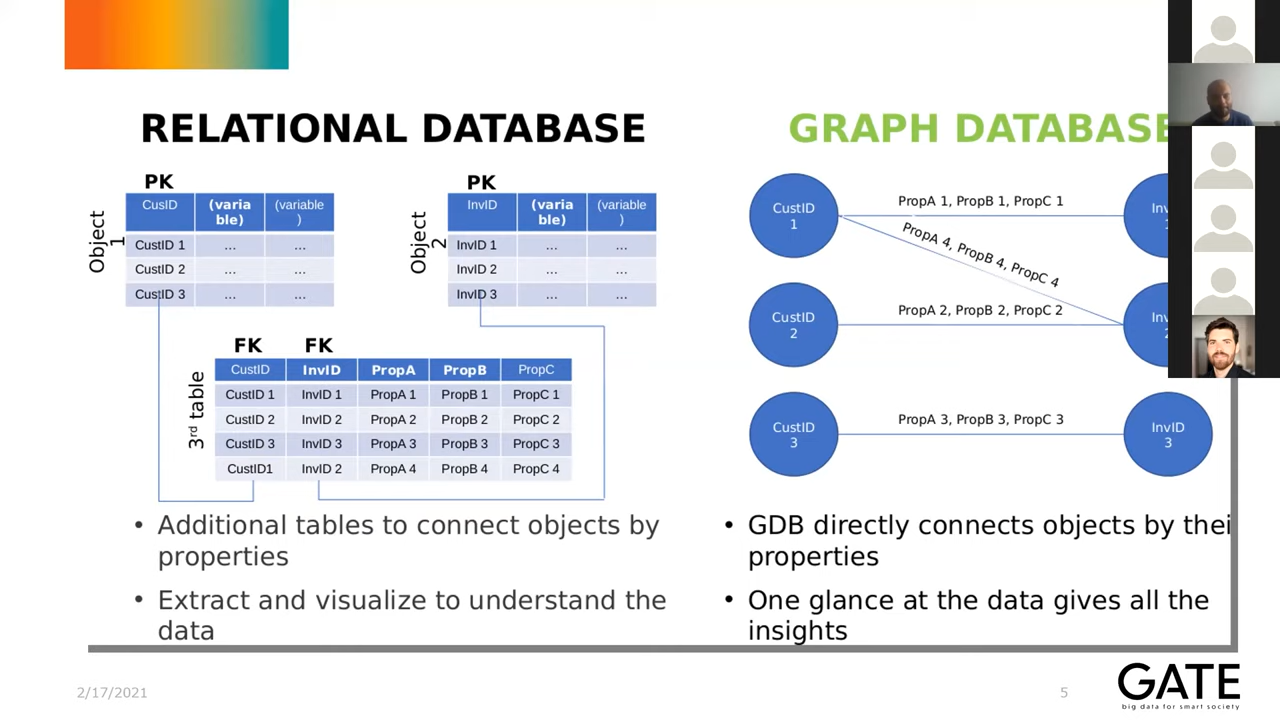 RELATIONAL DATABASE
PK
Object 1
CusID (varia ble) (variable )
CustID 1 ... ...
CustID 2 ... ...
CustID 3 ... ...
PK
Object 2
InvID (varia ble) (variable )
InvID 1 ... ...
InvID 2 ... ...
InvID 3 ... ...
FK FK
3rd table
CustID InvID PropA PropB PropC
CustID 1 InvID 1 PropA 1 PropB 1 PropC 1
CustID 2 InvID 2 PropA 2 PropB 2 PropC 2
CustID 3 InvID 3 PropA 3 PropB 3 PropC 3
CustID1 InvID 2 PropA 4 PropB 4 PropC 4
• Additional tables to connect objects by
properties
• Extract and visualize to understand the
data
GRAPH DATABASE
CustID
1
PropA 1, PropB 1, PropC 1
PropA 4, PropB 4, PropC 4
CustID
2
PropA 2, PropB 2, PropC 2
CustID
3
PropA 3, PropB 3, PropC 3
InvID
3
• GDB directly connects objects by thei
properties
• One glance at the data gives all the
insights
2/17/2021
5
GATE
big data for smart society